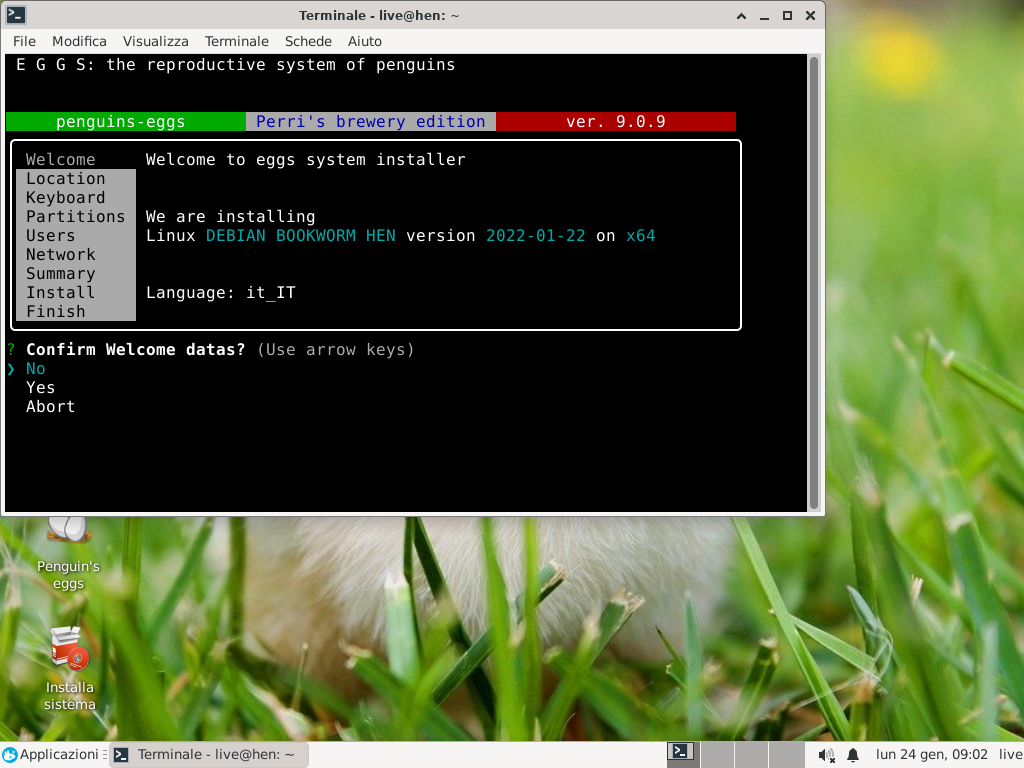 Terminale - live@hen: ~
File Modifica Visualizza Terminale Schede Aiuto
E G G S: the reproductive system of penguins
penguins-eggs Perri's brewery edition ver. 9.0.9
Welcome Welcome to eggs system installer
Location
Keyboard
Partitions We are installing
Users Linux DEBIAN BOOKWORM HEN version 2022-01-22 on x64
Network
Summary
Install Language: it_IT
Finish
? Confirm Welcome datas? (Use arrow keys)
❯ No
Yes
Abort
Penguin's
eggs
Installa
sistema
Applicazioni Terminale - live@hen: ~ lun 24 gen, 09:02 live